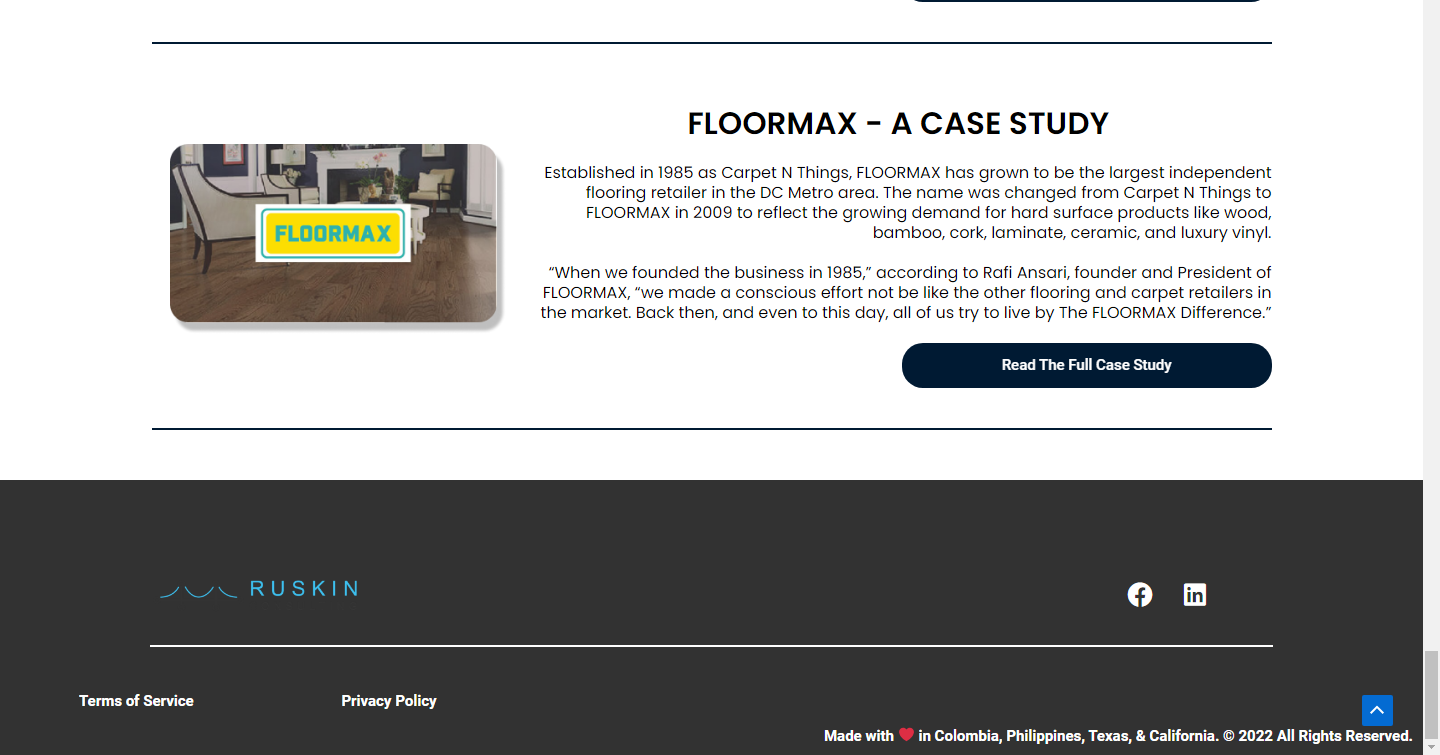 FLOORMAX - A CASE STUDY
FLOORMAX
Established in 1985 as Carpet N Things, FLOORMAX has grown to be the largest independent
flooring retailer in the DC Metro area. The name was changed from Carpet N Things to
FLOORMAX in 2009 to reflect the growing demand for hard surface products like wood,
bamboo, cork, laminate, ceramic, and luxury vinyl.
“When we founded the business in 1985,” according to Rafi Ansari, founder and President of
FLOORMAX, “we made a conscious effort not be like the other flooring and carpet retailers in
the market. Back then, and even to this day, all of us try to live by The FLOORMAX Difference.”
Read The Full Case Study
RUSKIN
Terms of Service
Privacy Policy
Made with ❤ in Colombia, Philippines, Texas, & California. © 2022 All Rights Reserved.